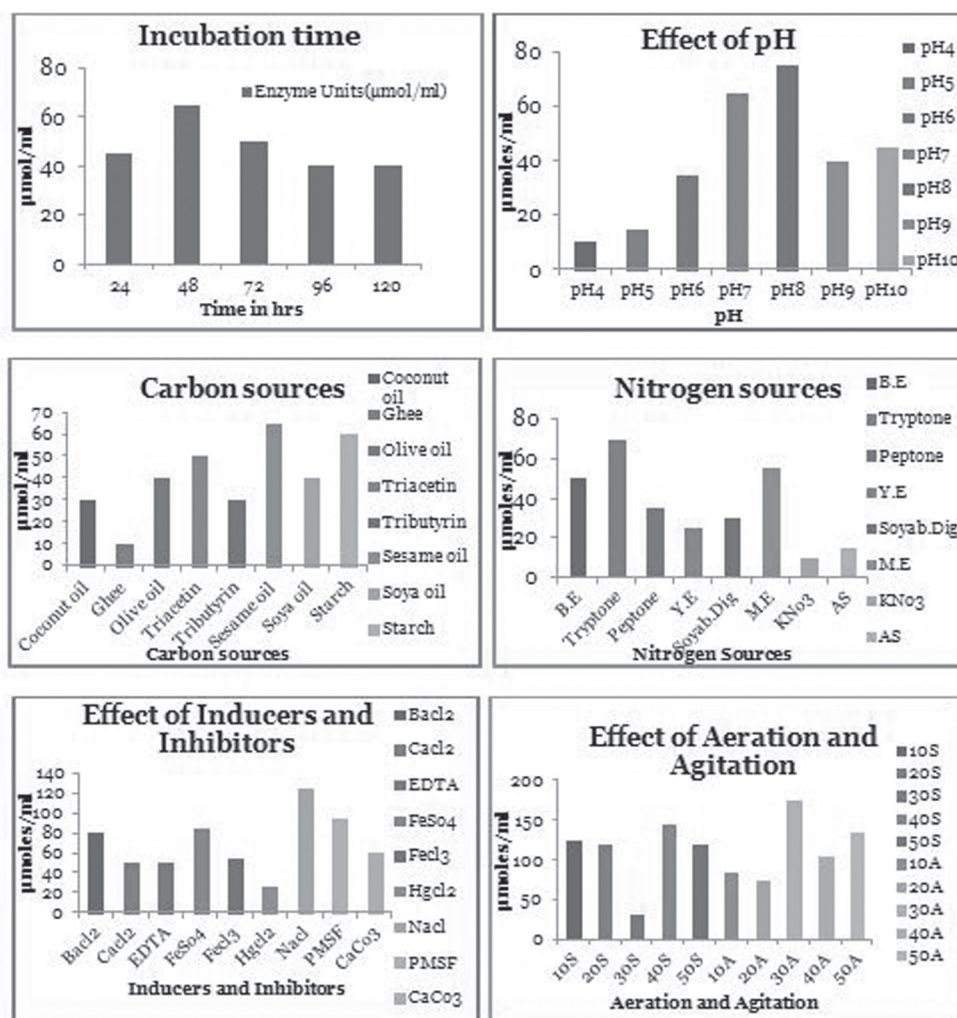 Incubation time
80
60
40
20
0
Enzyme Units(µmol/ml)
µmol/ml
24 48 72 96 120
Time in hrs
Effect of pH
80
60
40
20
0
µmoles/ml
pH4 pH5 pH6 pH7 pH8 pH9 pH10
pH
pH4
pH5
pH6
pH7
pH8
pH9
pH10
Carbon sources
70
60
50
40
30
20
10
0
µmol/ml
Coconut oil
Ghee
Olive oil
Triacetin
Tributyrin
Sesame oil
Soya oil
Starch
Carbon sources
Coconut
oil
Ghee
Olive oil
Triacetin
Tributyrin
Sesame oil
Soya oil
Starch
Nitrogen sources
80
60
40
20
0
µmoles/ml
B.E
Tryptone
Peptone
Y.E
Soyab.Dig
M.E
KNo3
AS
Nitrogen Sources
B.E
Tryptone
Peptone
Y.E
Soyab.Dig
M.E
KNo3
AS
Effect of Inducers and
Inhibitors
140
120
100
80
60
40
20
0
µmoles/ml
Bacl2
Cacl2
EDTA
FeSo4
Fecl3
Hgcl2
Nacl
PMSF
CaCo3
Inducers and Inhibitors
Bacl2
Cacl2
EDTA
FeSo4
Fecl3
Hgcl2
Nacl
PMSF
CaCo3
Effect of Aeration and
Agitation
200
150
100
50
0
µmoles/ml
10S
20S
30S
40S
50S
10A
20A
30A
40A
50A
Aeration and Agitation
10S
20S
30S
40S
50S
10A
20A
30A
40A
50A